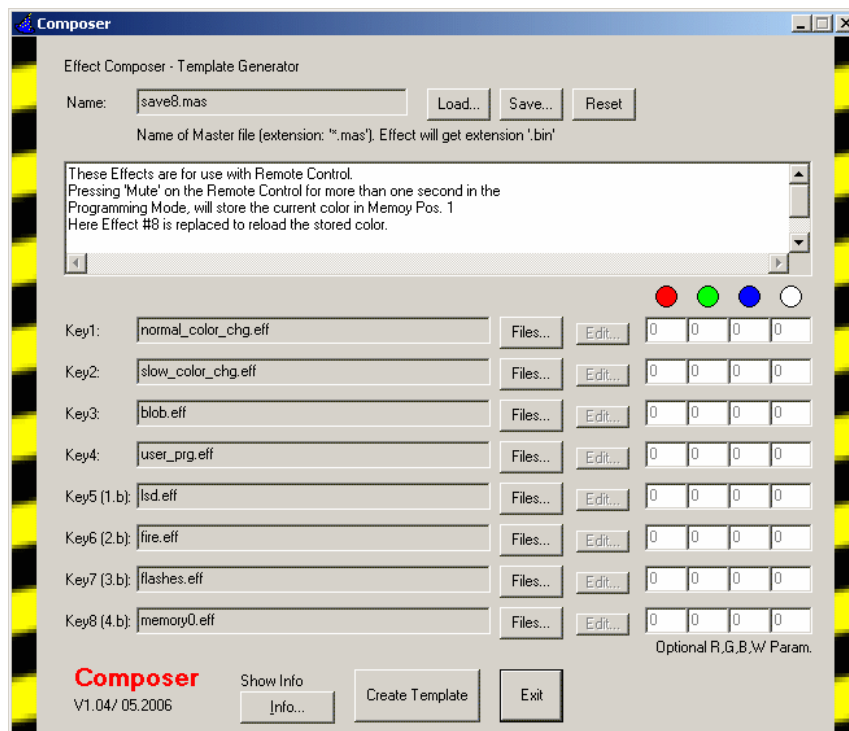 Composer
Effect Composer - Template Generator
Name: save8.mas Load... Save... Reset
Name of Master file (extension: '*.mas'). Effect will get extension '.bin'
These Effects are for use with Remote Control.
Pressing 'Mute' on the Remote Control for more than one second in the
Programming Mode, will store the current color in Memoy Pos. 1
Here Effect #8 is replaced to reload the stored color.
Key1: normal_color_chg.eff Files... Edit... 0 0 0 0
Key2: slow_color_chg.eff Files... Edit... 0 0 0 0
Key3: blob.eff Files... Edit... 0 0 0 0
Key4: user_prg.eff Files... Edit... 0 0 0 0
Key5 (1.b): lsd.eff Files... Edit... 0 0 0 0
Key6 (2.b): fire.eff Files... Edit... 0 0 0 0
Key7 (3.b): flashes.eff Files... Edit... 0 0 0 0
Key8 (4.b): memory0.eff Files... Edit... 0 0 0 0
Optional R,G,B,W Param.
Composer
V1.04/ 05.2006
Show Info
Info...
Create Template
Exit